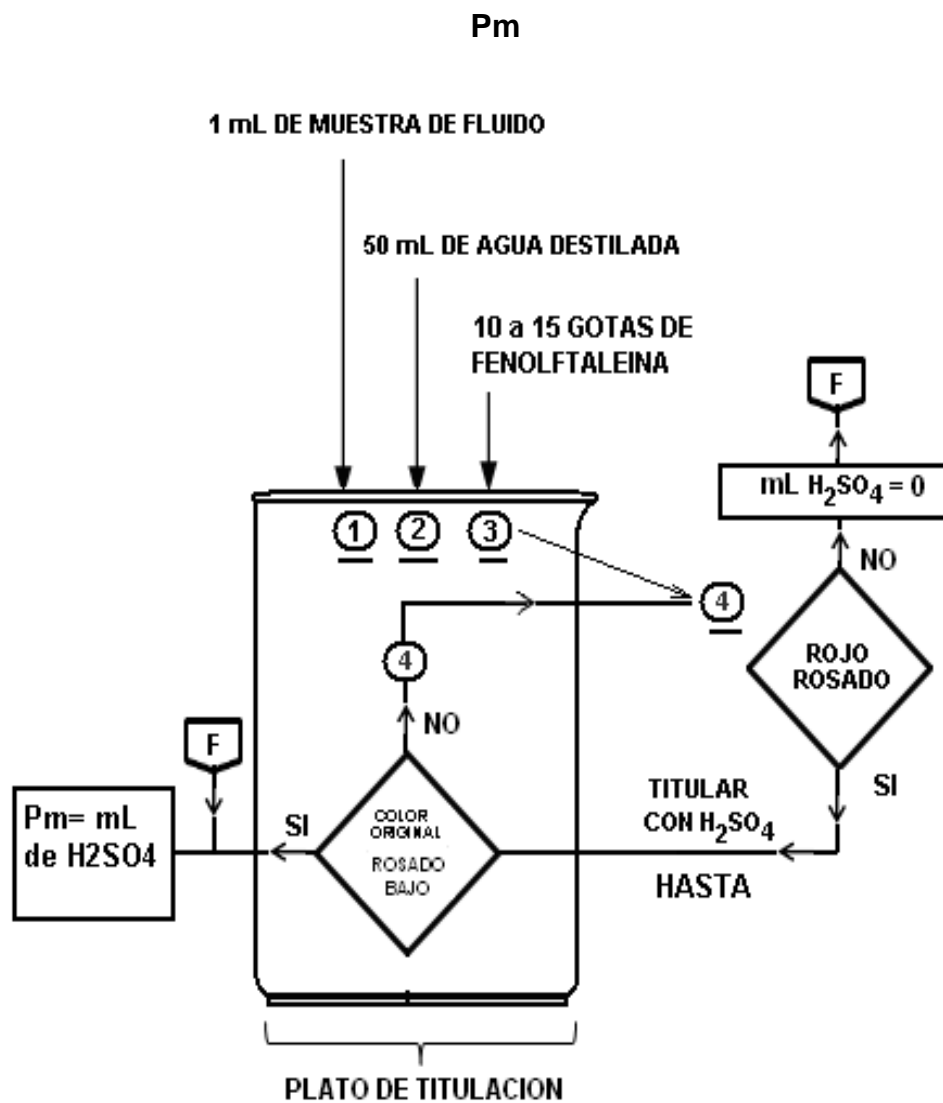 Pm
1 mL DE MUESTRA DE FLUIDO
50 mL DE AGUA DESTILADA
10 a 15 GOTAS DE
FENOLFTALEINA
F
mL H2SO4 = 0
1
2
3
NO
4
ROJO
ROSADO
4
NO
F
SI
TITULAR
CON H2SO4
HASTA
Pm= mL
de H2SO4
SI
COLOR
ORIGINAL
ROSADO
BAJO
PLATO DE TITULACION